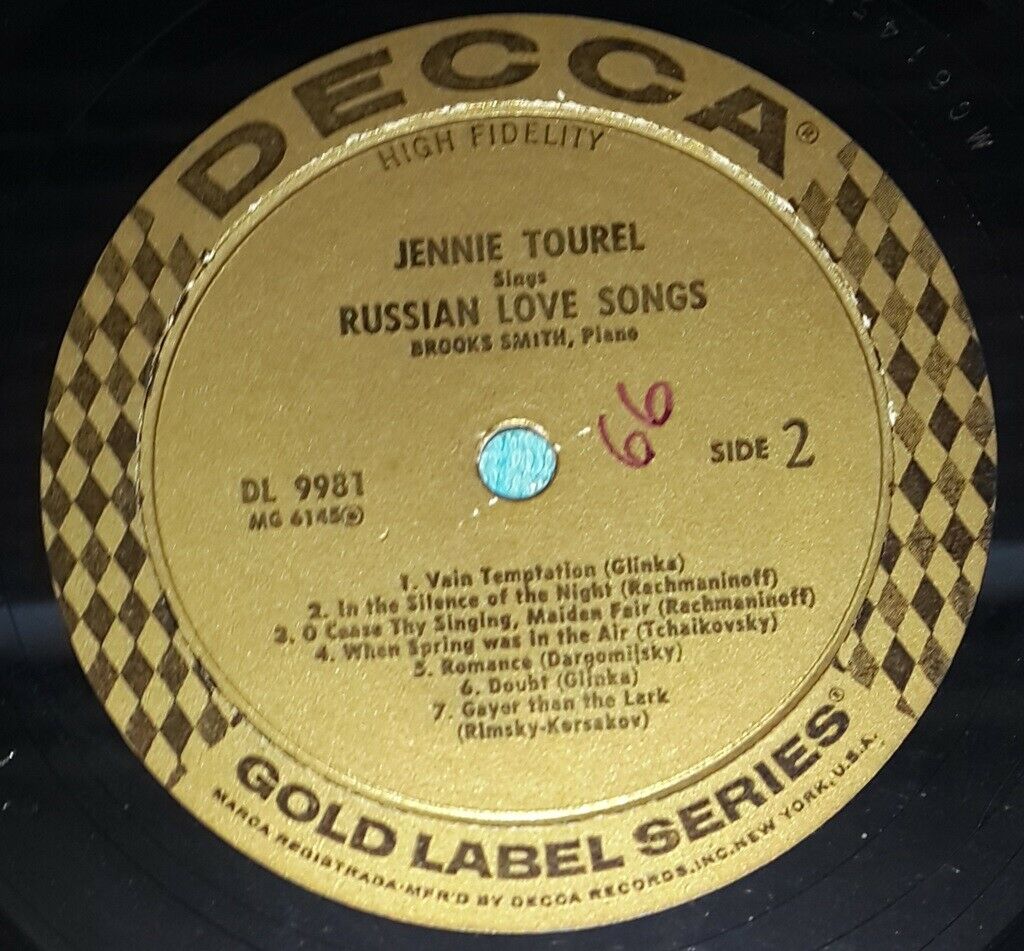 DECCA®
HIGH FIDELITY
JENNIE TOUREL
Sings
RUSSIAN LOVE SONGS
BROOKS SMITH, Piano
66
SIDE 2
DL 9981
MG 6145
1. Vain Temptation (Glinka)
2. In the Silence of the Night (Rachmaninoff)
3. O Cease Thy Singing, Maiden Fair (Rachmaninoff)
4. When Spring was in the Air (Tchaikovsky)
5. Romance (Dargomijsky)
6. Doubt (Glinka)
7. Gayer than the Lark
(Rimsky-Korsakov)
GOLD LABEL SERIES®
MARCA REGISTRADA•MFR'D BY DECCA RECORDS, INC. NEW YORK, U.S.A.
MG 6145